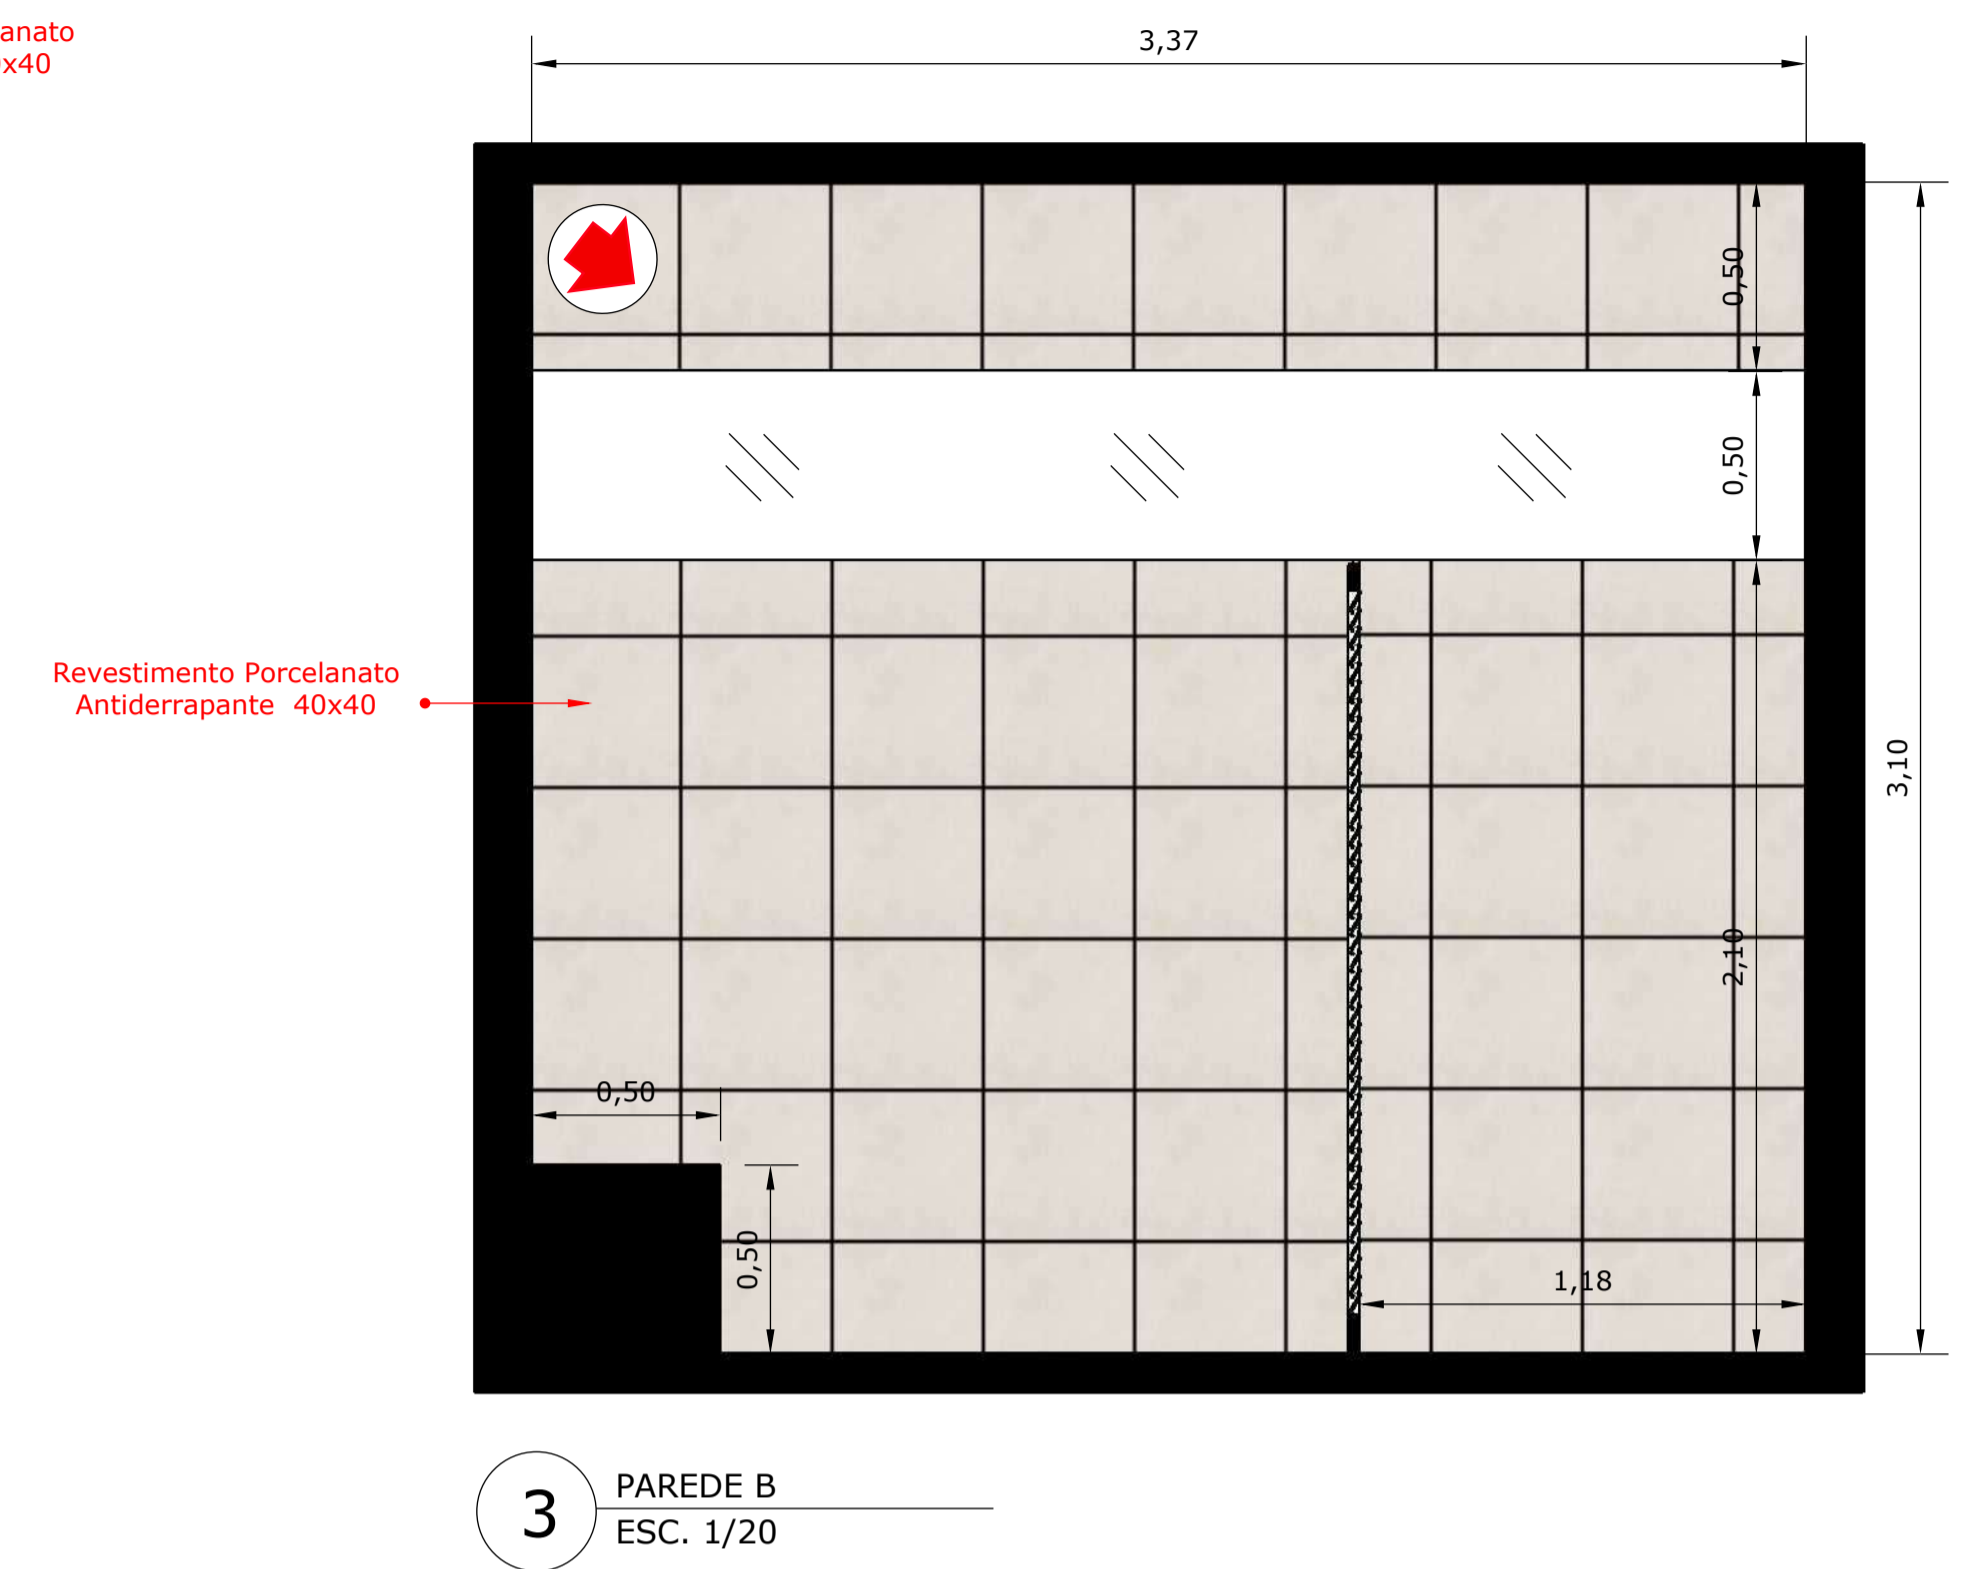 anato
x40
3,37
0,50
0,50
Revestimento Porcelanato
Antiderrapante 40x40
3,10
2,10
0,50
0,50
1,18
3
PAREDE B
ESC. 1/20